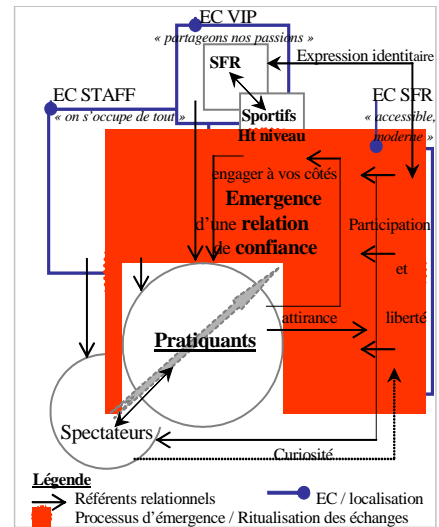 EC VIP
« partageons nos passions »
SFR
Expression identitaire
EC STAFF
« on s'occupe de tout »
Sportifs
Ht niveau
EC SFR
« accessible,
moderne »
engager à vos côtés
Emergence
d'une relation
de confiance
Participation
et
liberté
attirance
Pratiquants
Spectateurs
Curiosité
Légende
Référents relationnels
EC / localisation
Processus d'émergence / Ritualisation des échanges